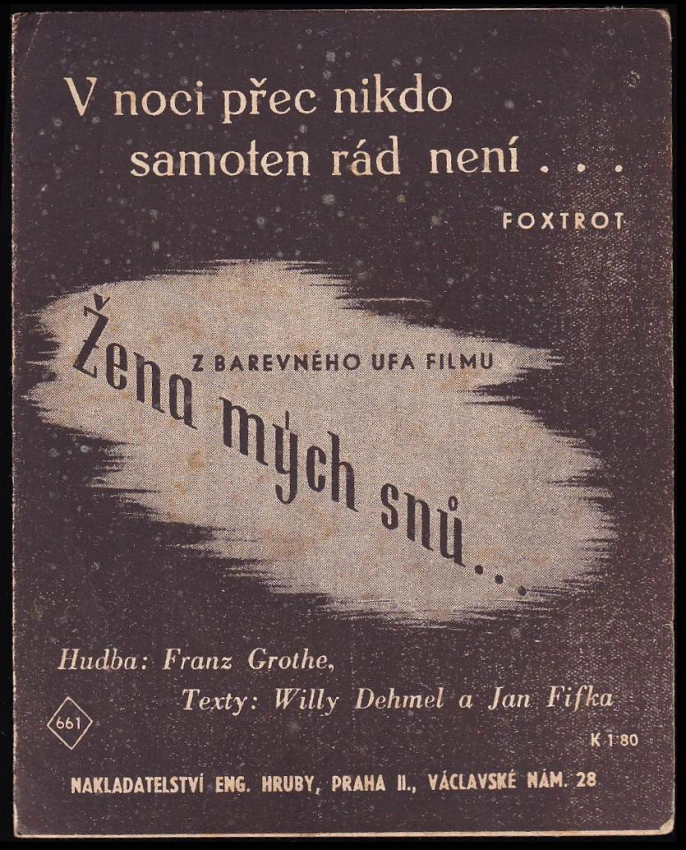 V noci přec nikdo
samoten rád není . . .
FOXTROT
Z BAREVNÉHO UFA FILMU
Žena mých snů...
Hudba: Franz Grothe,
Texty: Willy Dehmel a Jan Fifka
661
K 1·80
NAKLADATELSTVÍ ENG. HRUBY, PRAHA II., VÁCLAVSKÉ NÁM. 28